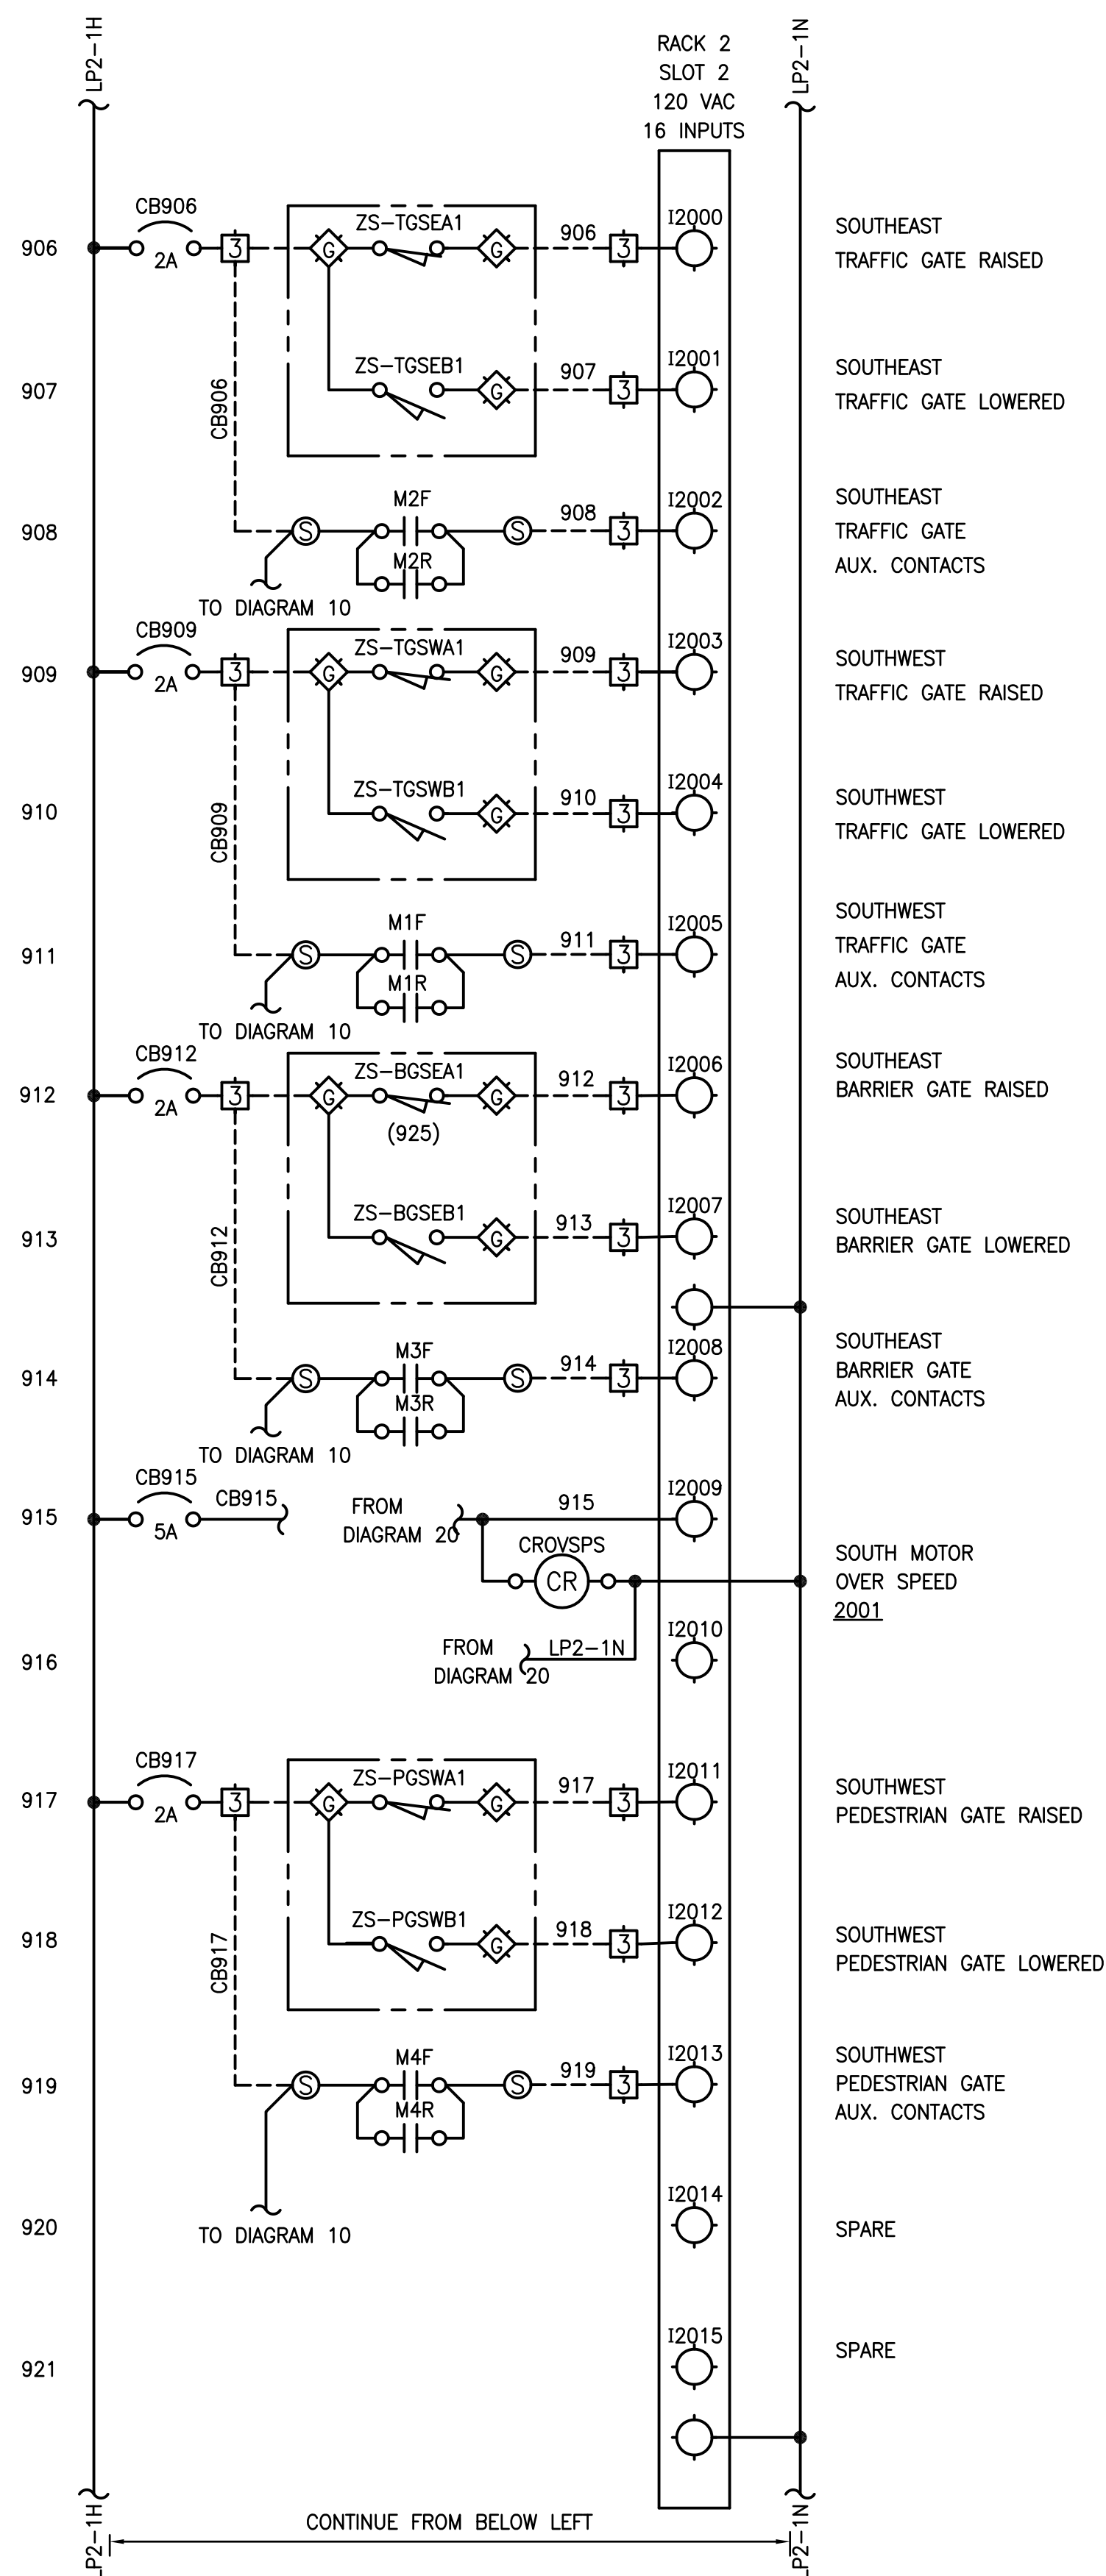 LP2-1H
LP2-1N
RACK 2
SLOT 2
120 VAC
16 INPUTS
906
CB906
2A
3
G
ZS-TGSEA1
G
906
3
I2000
SOUTHEAST
TRAFFIC GATE RAISED
907
CB906
ZS-TGSEB1
G
907
3
I2001
SOUTHEAST
TRAFFIC GATE LOWERED
908
S
M2F
M2R
S
908
3
I2002
SOUTHEAST
TRAFFIC GATE
AUX. CONTACTS
TO DIAGRAM 10
909
CB909
2A
3
G
ZS-TGSWA1
G
909
3
I2003
SOUTHWEST
TRAFFIC GATE RAISED
910
CB909
ZS-TGSWB1
G
910
3
I2004
SOUTHWEST
TRAFFIC GATE LOWERED
911
S
M1F
M1R
S
911
3
I2005
SOUTHWEST
TRAFFIC GATE
AUX. CONTACTS
TO DIAGRAM 10
912
CB912
2A
3
G
ZS-BGSEA1
(925)
G
912
3
I2006
SOUTHEAST
BARRIER GATE RAISED
913
CB912
ZS-BGSEB1
G
913
3
I2007
SOUTHEAST
BARRIER GATE LOWERED
914
S
M3F
M3R
S
914
3
I2008
SOUTHEAST
BARRIER GATE
AUX. CONTACTS
TO DIAGRAM 10
915
CB915
5A
CB915
FROM
DIAGRAM 20
915
I2009
CROVSPS
CR
SOUTH MOTOR
OVER SPEED
2001
916
FROM
DIAGRAM 20
LP2-1N
I2010
917
CB917
2A
3
G
ZS-PGSWA1
G
917
3
I2011
SOUTHWEST
PEDESTRIAN GATE RAISED
918
CB917
ZS-PGSWB1
G
918
3
I2012
SOUTHWEST
PEDESTRIAN GATE LOWERED
919
S
M4F
M4R
S
919
3
I2013
SOUTHWEST
PEDESTRIAN GATE
AUX. CONTACTS
920
TO DIAGRAM 10
I2014
SPARE
921
I2015
SPARE
LP2-1H
CONTINUE FROM BELOW LEFT
LP2-1N